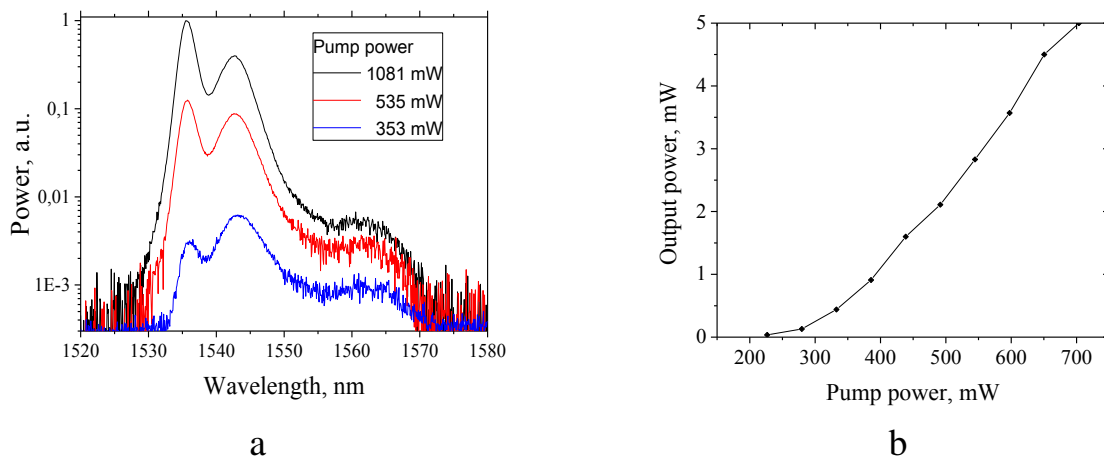 1
0,1
0,01
1E-3
Power, a.u.
Pump power
1081 mW
535 mW
353 mW
1520 1530 1540 1550 1560 1570 1580
Wavelength, nm
a
5
4
3
2
1
0
Output power, mW
200 300 400 500 600 700
Pump power, mW
b